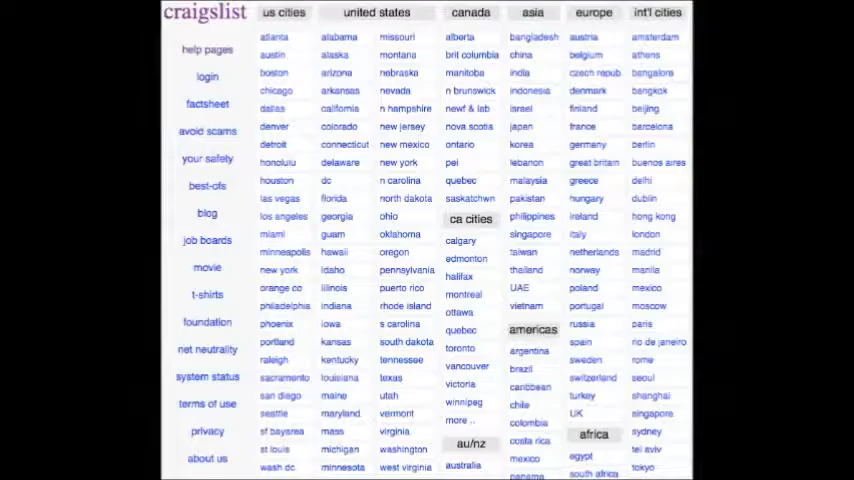 craigslist
help pages
login
factsheet
avoid scams
your safety
best-ofs
blog
job boards
movie
t-shirts
foundation
net neutrality
system status
terms of use
privacy
about us
us cities
atlanta
austin
boston
chicago
dallas
denver
detroit
honolulu
houston
las vegas
los angeles
miami
minneapolis
new york
orange co
philadelphia
phoenix
portland
raleigh
sacramento
san diego
seattle
sf bayarea
st louis
wash dc
united states
alabama
alaska
arizona
arkansas
california
colorado
connecticut
delaware
dc
florida
georgia
guam
hawaii
idaho
illinois
indiana
iowa
kansas
kentucky
louisiana
maine
maryland
mass
michigan
minnesota
missouri
montana
nebraska
nevada
n hampshire
new jersey
new mexico
new york
n carolina
north dakota
ohio
oklahoma
oregon
pennsylvania
puerto rico
rhode island
s carolina
south dakota
tennessee
texas
utah
vermont
virginia
washington
west virginia
canada
alberta
brit columbia
manitoba
n brunswick
newf & lab
nova scotia
ontario
pei
quebec
saskatchwn
ca cities
calgary
edmonton
halifax
montreal
ottawa
quebec
toronto
vancouver
victoria
winnipeg
more ..
au/nz
australia
asia
bangladesh
china
india
indonesia
israel
japan
korea
lebanon
malaysia
pakistan
philippines
singapore
taiwan
thailand
UAE
vietnam
americas
argentina
brazil
caribbean
chile
colombia
costa rica
mexico
panama
europe
austria
belgium
czech repub
denmark
finland
france
germany
great britain
greece
hungary
ireland
italy
netherlands
norway
poland
portugal
russia
spain
sweden
switzerland
turkey
UK
africa
egypt
south africa
int'l cities
amsterdam
athens
bangalore
bangkok
beijing
barcelona
berlin
buenos aires
delhi
dublin
hong kong
london
madrid
manila
mexico
moscow
paris
rio de janeiro
rome
seoul
shanghai
singapore
sydney
tel aviv
tokyo